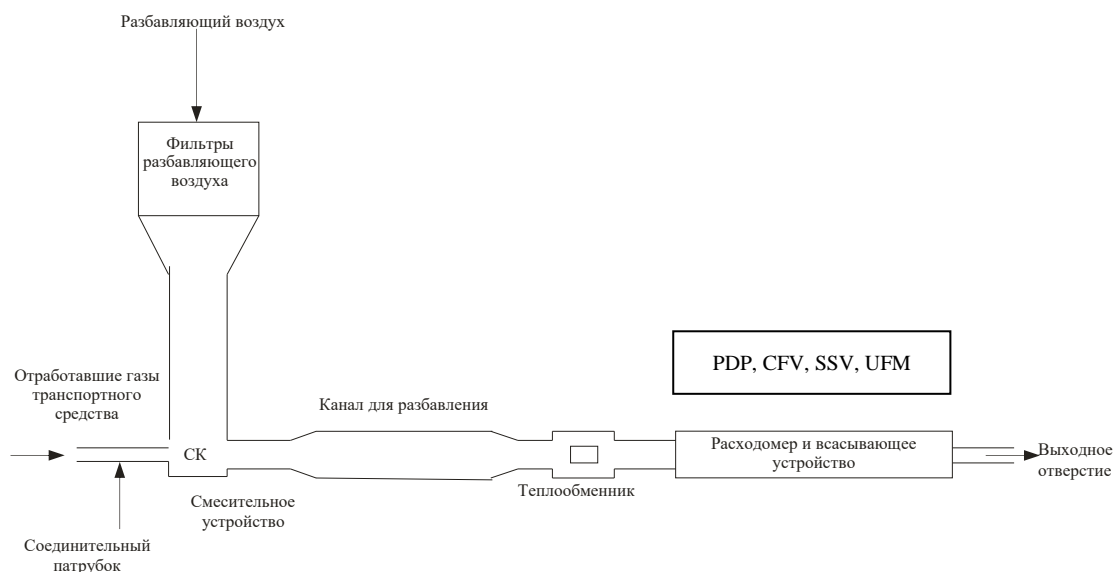 Разбавляющий воздух
Фильтры
разбавляющего
воздуха
PDP, CFV, SSV, UFM
Отработавшие газы
транспортного
средства
Канал для разбавления
СК
Расходомер и всасывающее
устройство
Выходное
отверстие
Теплообменник
Смесительное
устройство
Соединительный
патрубок